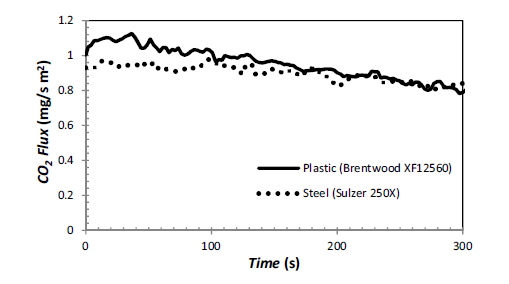 1.2
1
0.8
0.6
0.4
0.2
0
CO2 Flux (mg/s m2)
Plastic (Brentwood XF12560)
Steel (Sulzer 250X)
0 100 200 300
Time (s)